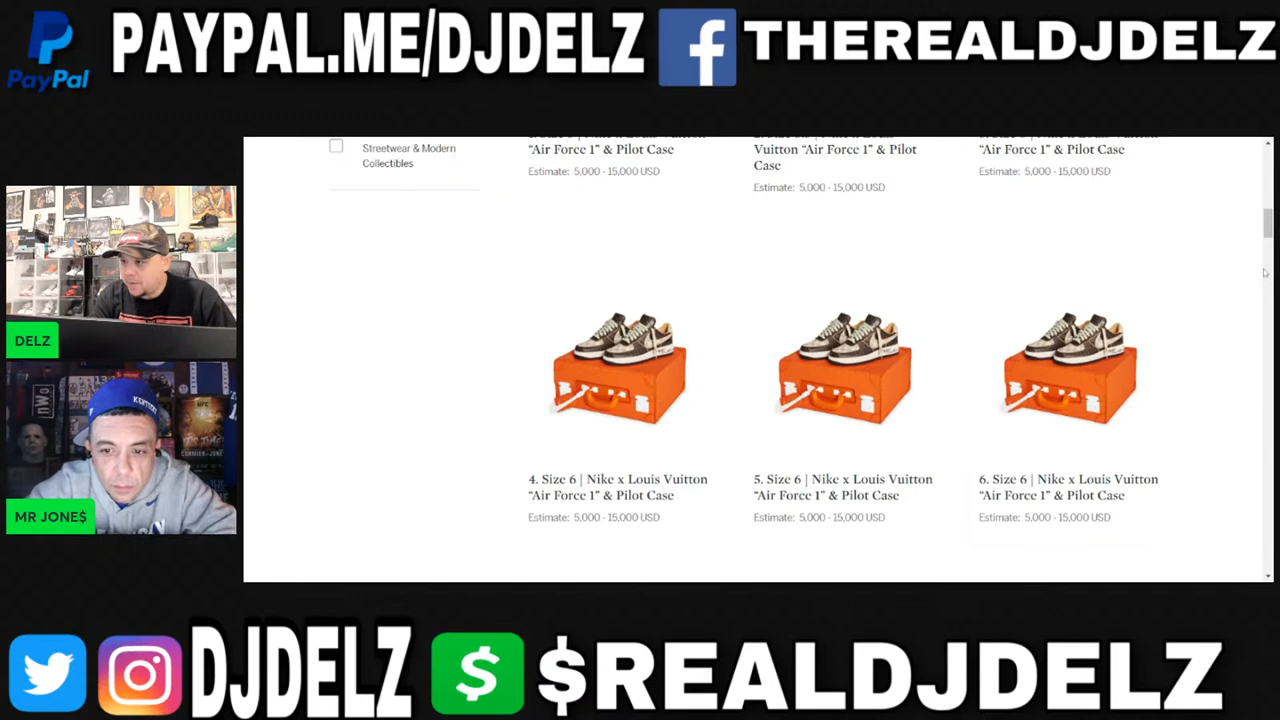 PayPal
PAYPAL.ME/DJDELZ
THEREALDJDELZ
Streetwear & Modern
Collectibles
"Air Force 1" & Pilot Case
Estimate: 5,000 - 15,000 USD
Vuitton "Air Force 1" & Pilot
Case
Estimate: 5,000 - 15,000 USD
"Air Force 1" & Pilot Case
Estimate: 5,000 - 15,000 USD
DELZ
KENTUCKY
nWo
UFC
CORMIER JONES
MR JONE$
4. Size 6 | Nike x Louis Vuitton
"Air Force 1" & Pilot Case
Estimate: 5,000 - 15,000 USD
5. Size 6 | Nike x Louis Vuitton
"Air Force 1" & Pilot Case
Estimate: 5,000 - 15,000 USD
6. Size 6 | Nike x Louis Vuitton
"Air Force 1" & Pilot Case
Estimate: 5,000 - 15,000 USD
DJDELZ
$REALDJDELZ